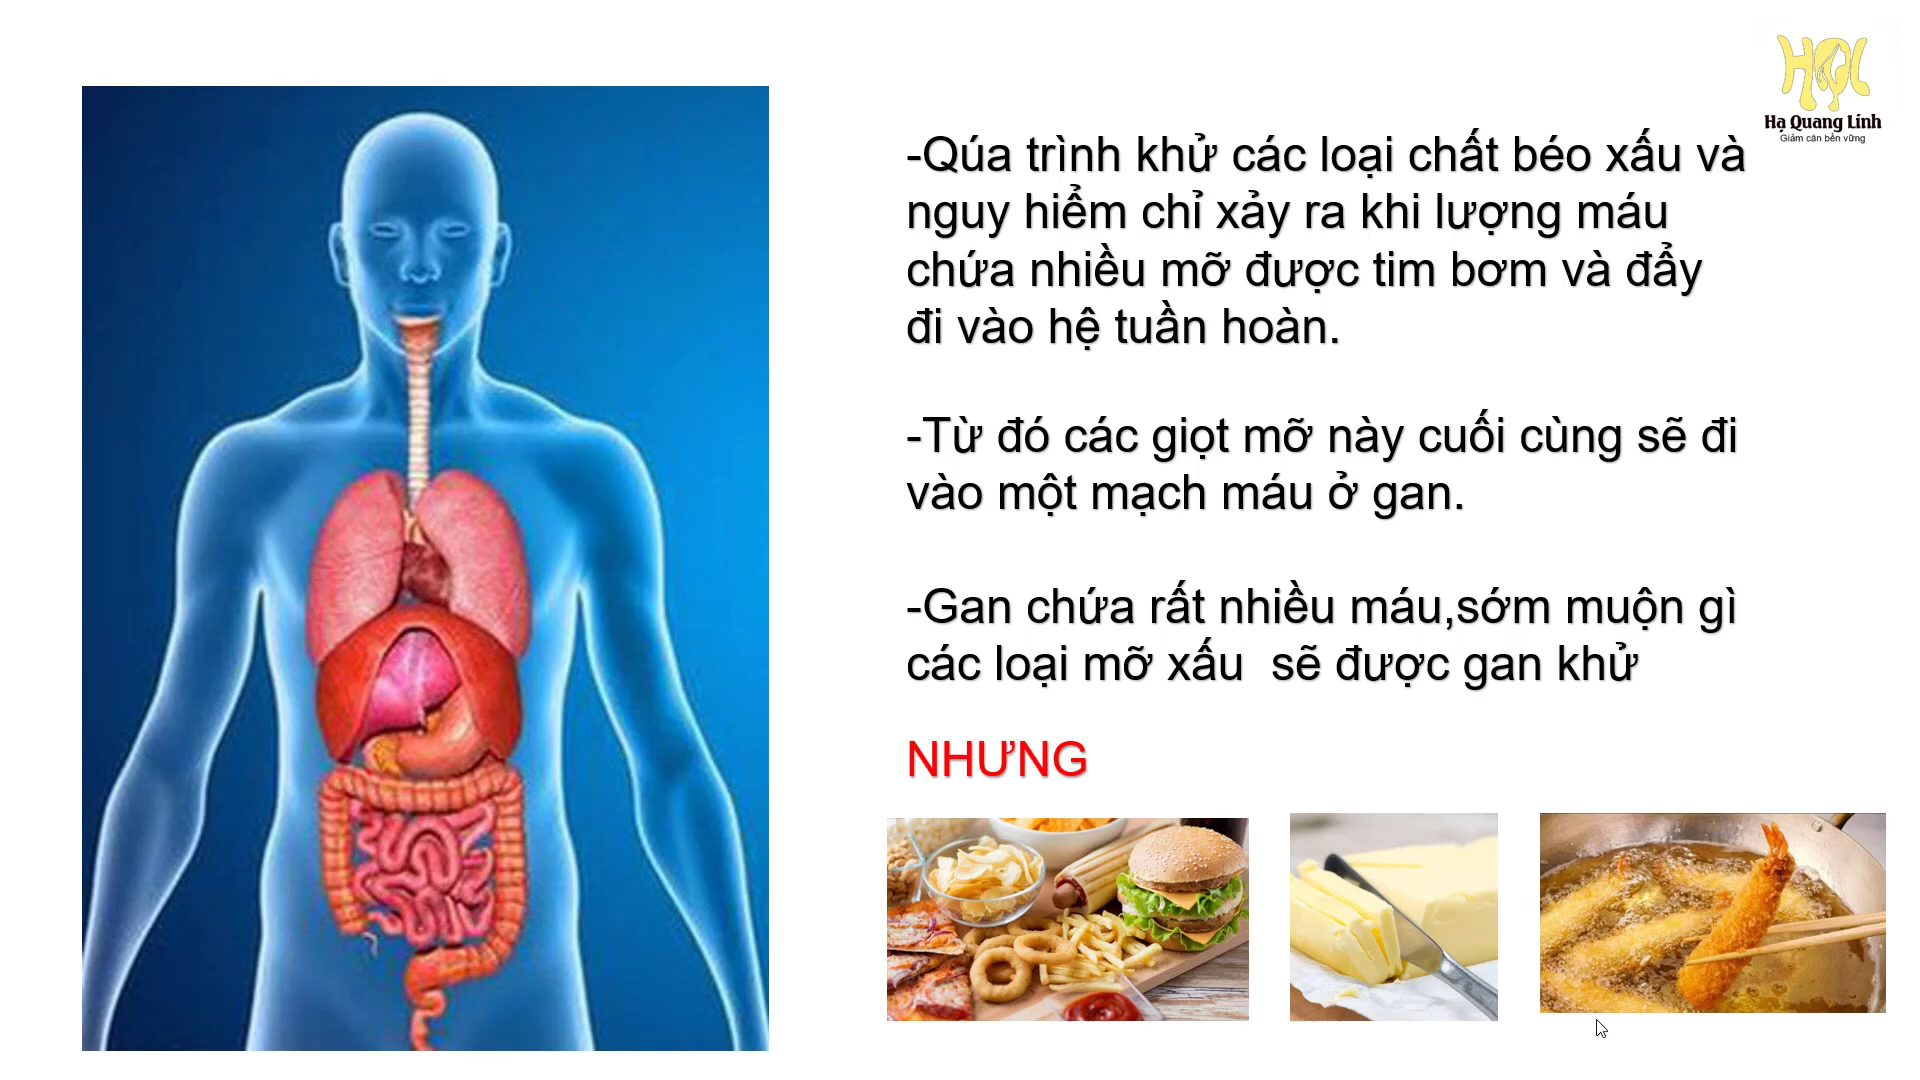 Hạ Quang Lính
Giảm cân bền vững
-Qúa trình khử các loại chất béo xấu và
nguy hiểm chỉ xảy ra khi lượng máu
chứa nhiều mỡ được tim bơm và đẩy
đi vào hệ tuần hoàn.
-Từ đó các giọt mỡ này cuối cùng sẽ đi
vào một mạch máu ở gan.
-Gan chứa rất nhiều máu,sớm muộn gì
các loại mỡ xấu  sẽ được gan khử
NHƯNG